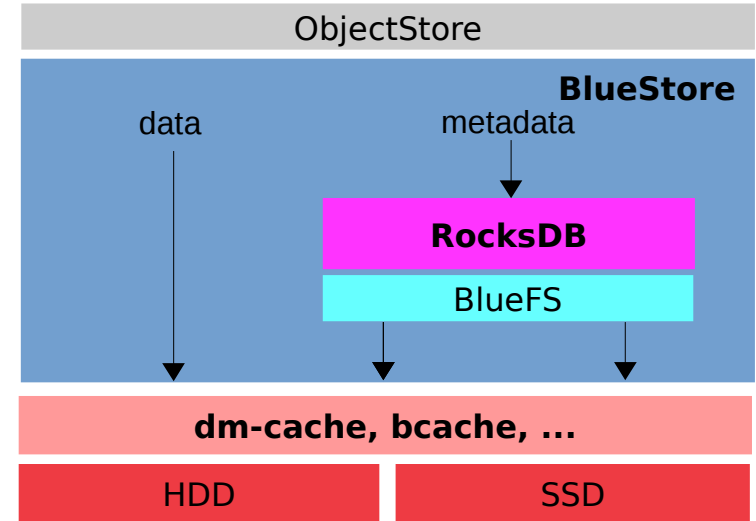 ObjectStore
BlueStore
data
metadata
RocksDB
BlueFS
dm-cache, bcache, ...
HDD
SSD